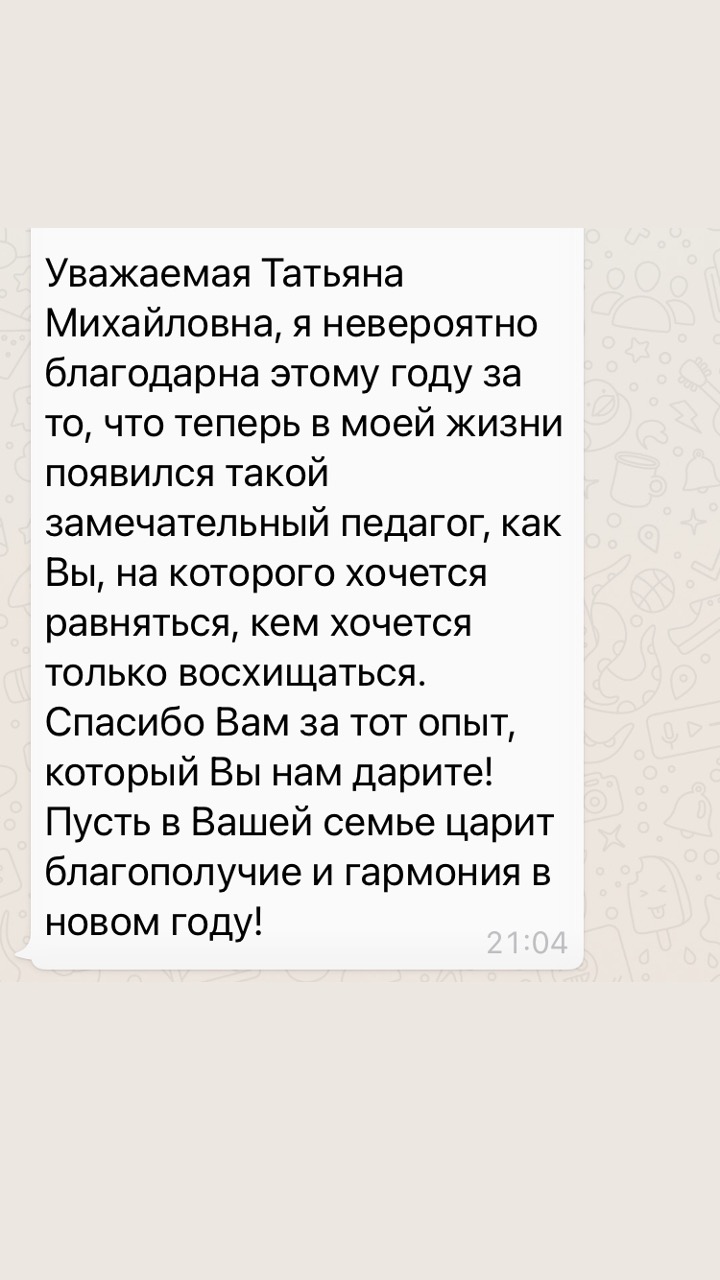 Уважаемая Татьяна
Михайловна, я невероятно
благодарна этому году за
то, что теперь в моей жизни
появился такой
замечательный педагог, как
Вы, на которого хочется
равняться, кем хочется
только восхищаться.
Спасибо Вам за тот опыт,
который Вы нам дарите!
Пусть в Вашей семье царит
благополучие и гармония в
новом году!
21:04